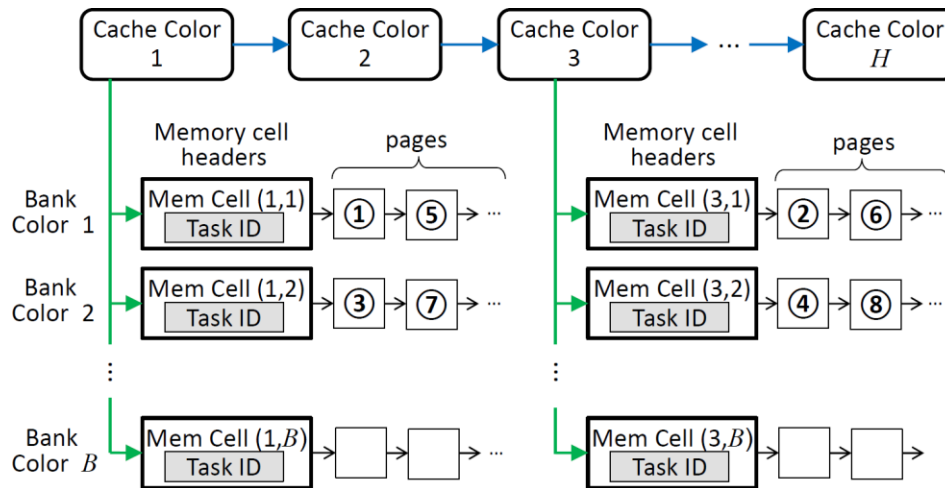 Cache Color
1
Cache Color
2
Cache Color
3
...
Cache Color
H
Memory cell
headers
pages
Memory cell
headers
pages
Bank
Color 1
Mem Cell (1,1)
Task ID
① ⑤ ...
Mem Cell (3,1)
Task ID
② ⑥ ...
Bank
Color 2
Mem Cell (1,2)
Task ID
③ ⑦ ...
Mem Cell (3,2)
Task ID
④ ⑧ ...
...
...
Bank
Color B
Mem Cell (1,B)
Task ID
...
Mem Cell (3,B)
Task ID